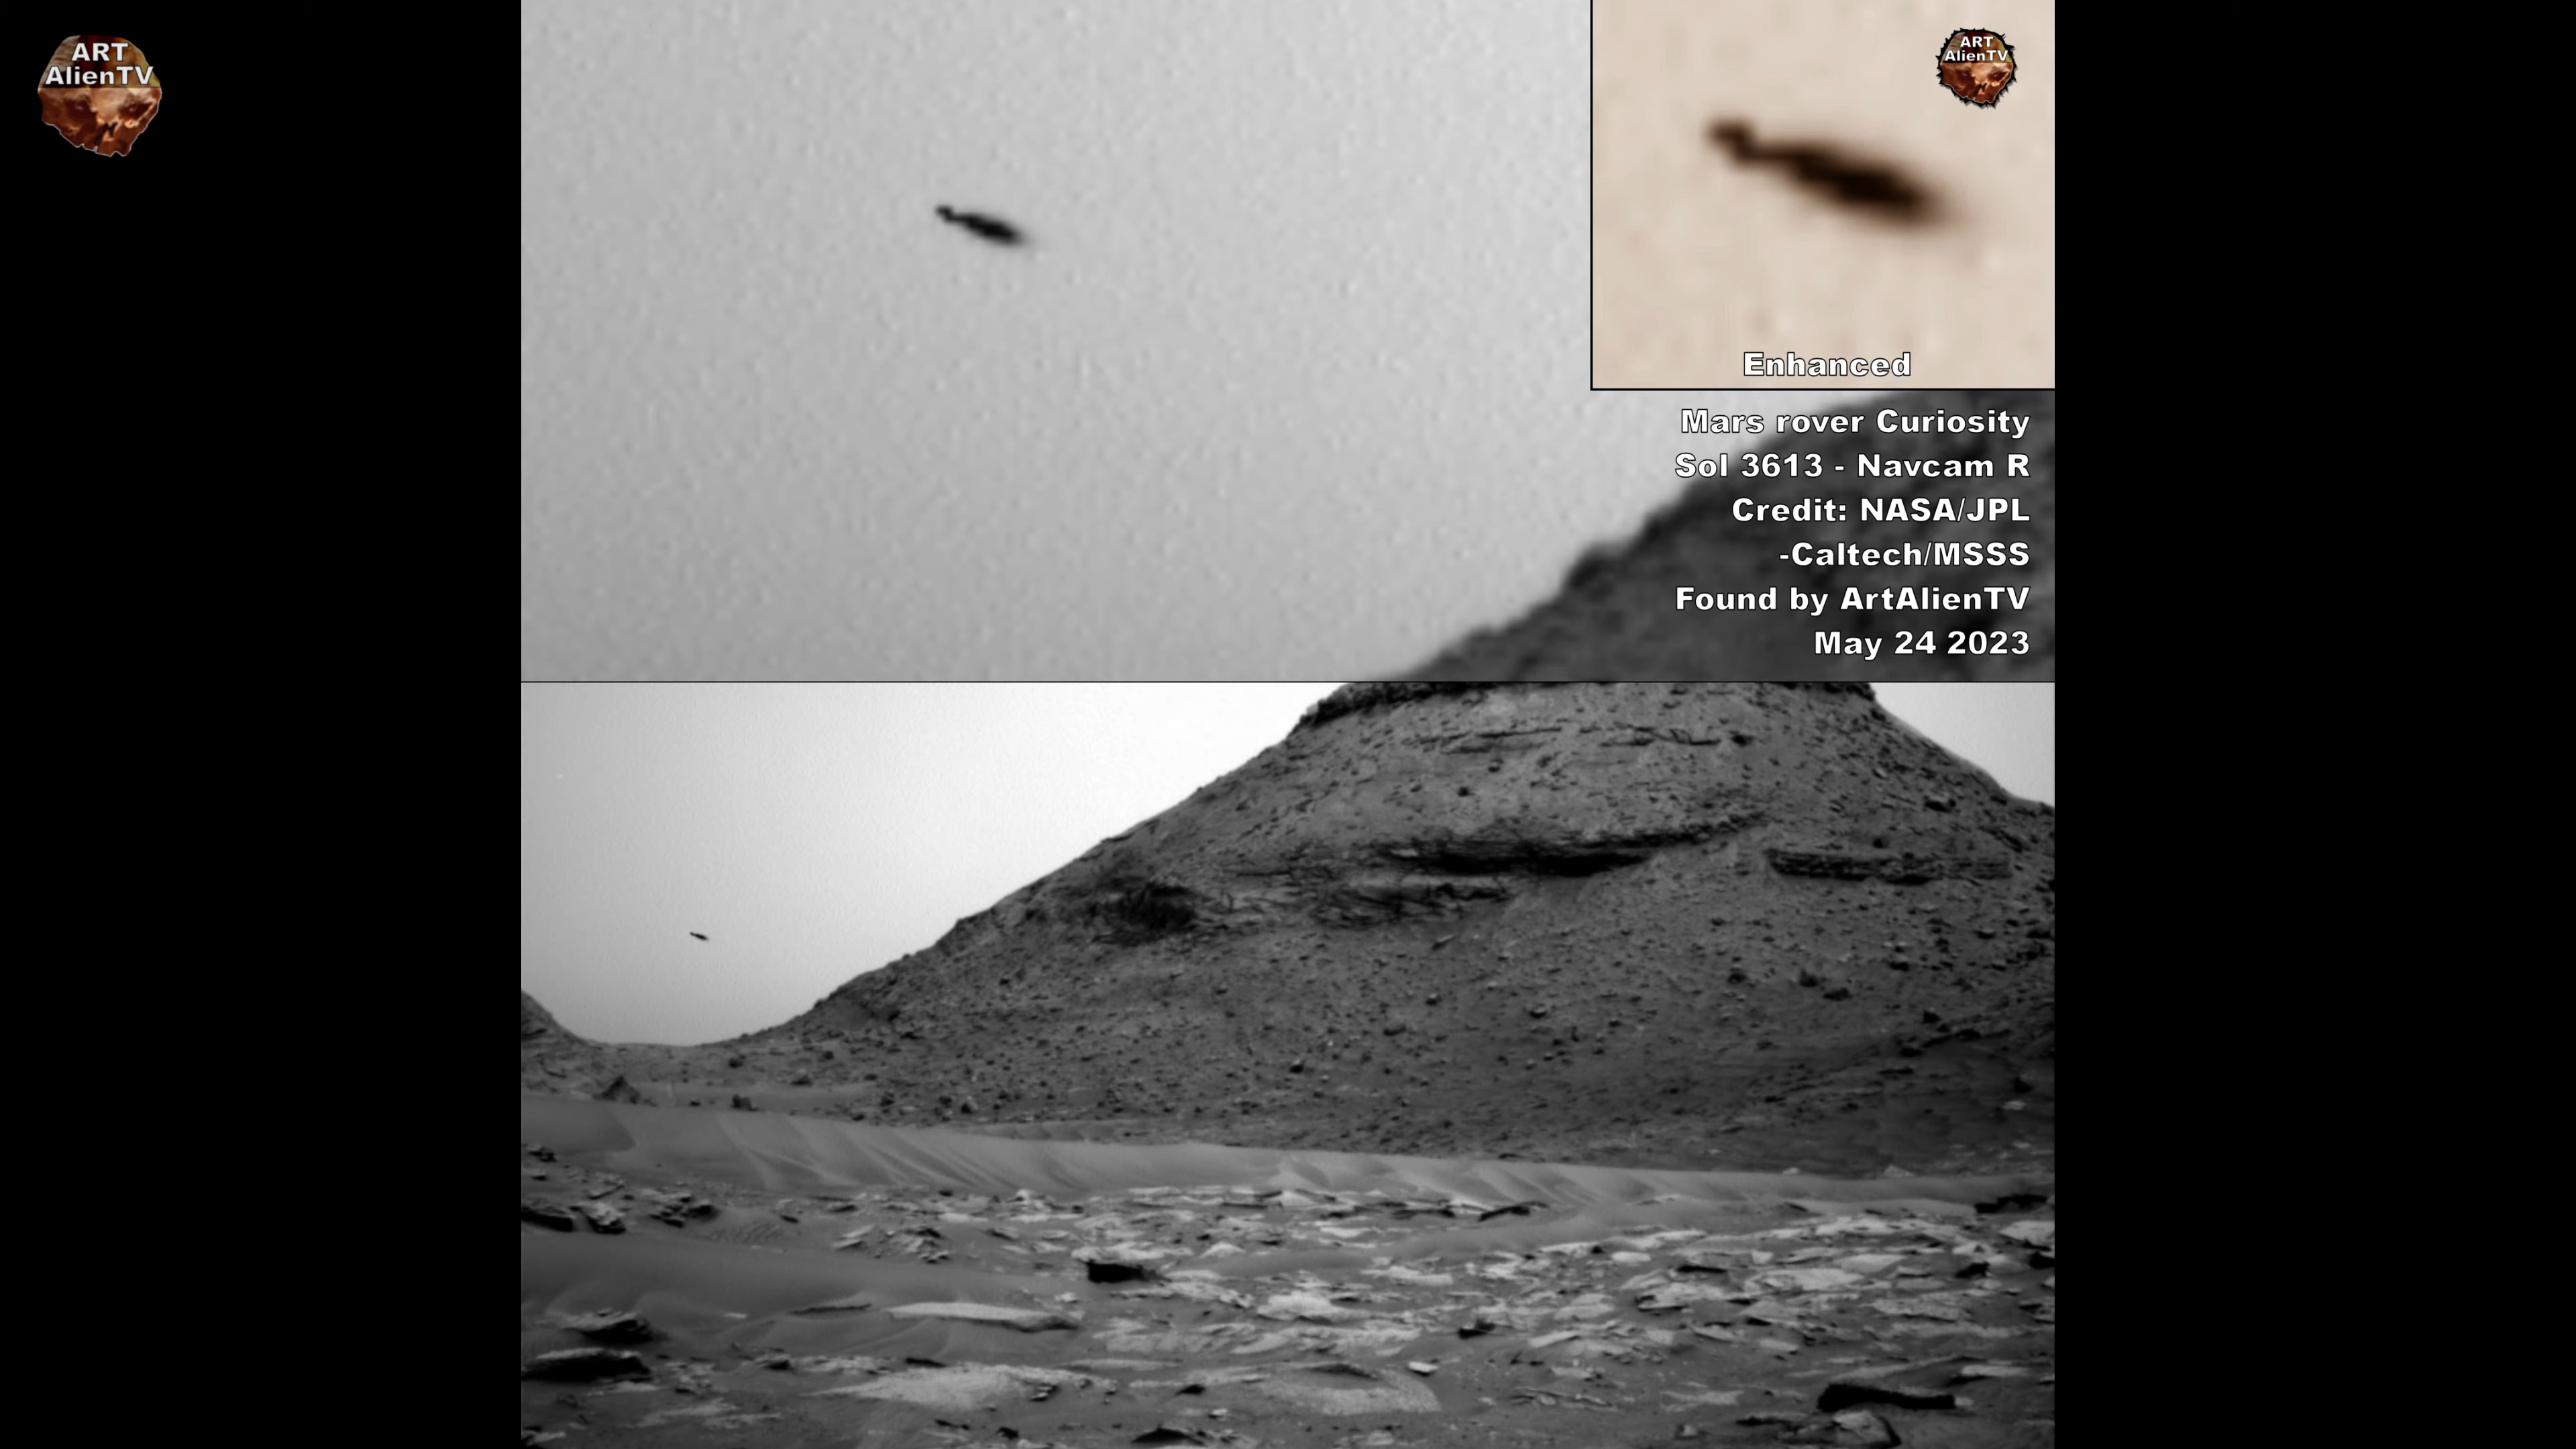 ART
AlienTV
ART
AlienTV
Enhanced
Mars rover Curiosity
Sol 3613 - Navcam R
Credit: NASA/JPL
-Caltech/MSSS
Found by ArtAlienTV
May 24 2023